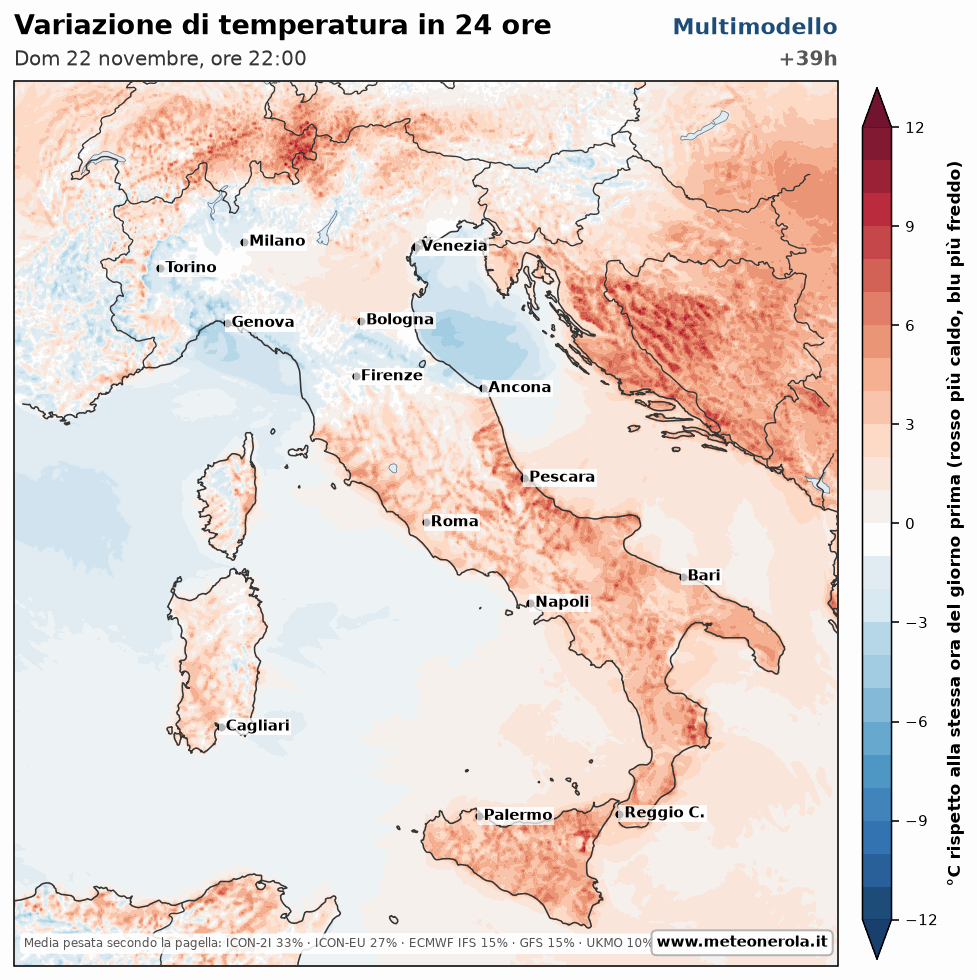 Variazione di temperatura in 24 ore
Multimodello
Dom 22 novembre, ore 22:00
+39h
Milano
Venezia
Torino
Genova
Bologna
Firenze
Ancona
Pescara
Roma
Bari
Napoli
Cagliari
Palermo
Reggio C.
12
9
6
3
0
−3
−6
−9
−12
°C rispetto alla stessa ora del giorno prima (rosso più caldo, blu più freddo)
Media pesata secondo la pagella: ICON-2I 33% · ICON-EU 27% · ECMWF IFS 15% · GFS 15% · UKMO 10%
www.meteonerola.it